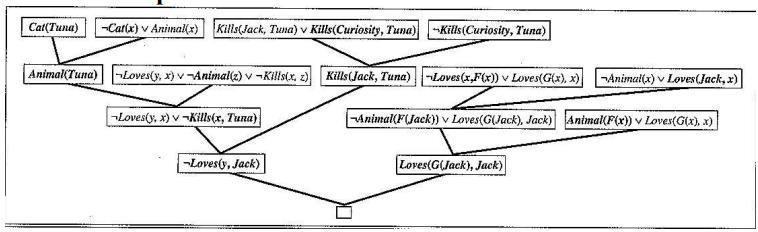 Cat(Tuna) ¬Cat(x) ∨ Animal(x) Kills(Jack, Tuna) ∨ Kills(Curiosity, Tuna) ¬Kills(Curiosity, Tuna)
Animal(Tuna) ¬Loves(y, x) ∨ ¬Animal(z) ∨ ¬Kills(x, z) Kills(Jack, Tuna) ¬Loves(x,F(x)) ∨ Loves(G(x), x) ¬Animal(x) ∨ Loves(Jack, x)
¬Loves(y, x) ∨ ¬Kills(x, Tuna) ¬Animal(F(Jack)) ∨ Loves(G(Jack), Jack) Animal(F(x)) ∨ Loves(G(x), x)
¬Loves(y, Jack) Loves(G(Jack), Jack)